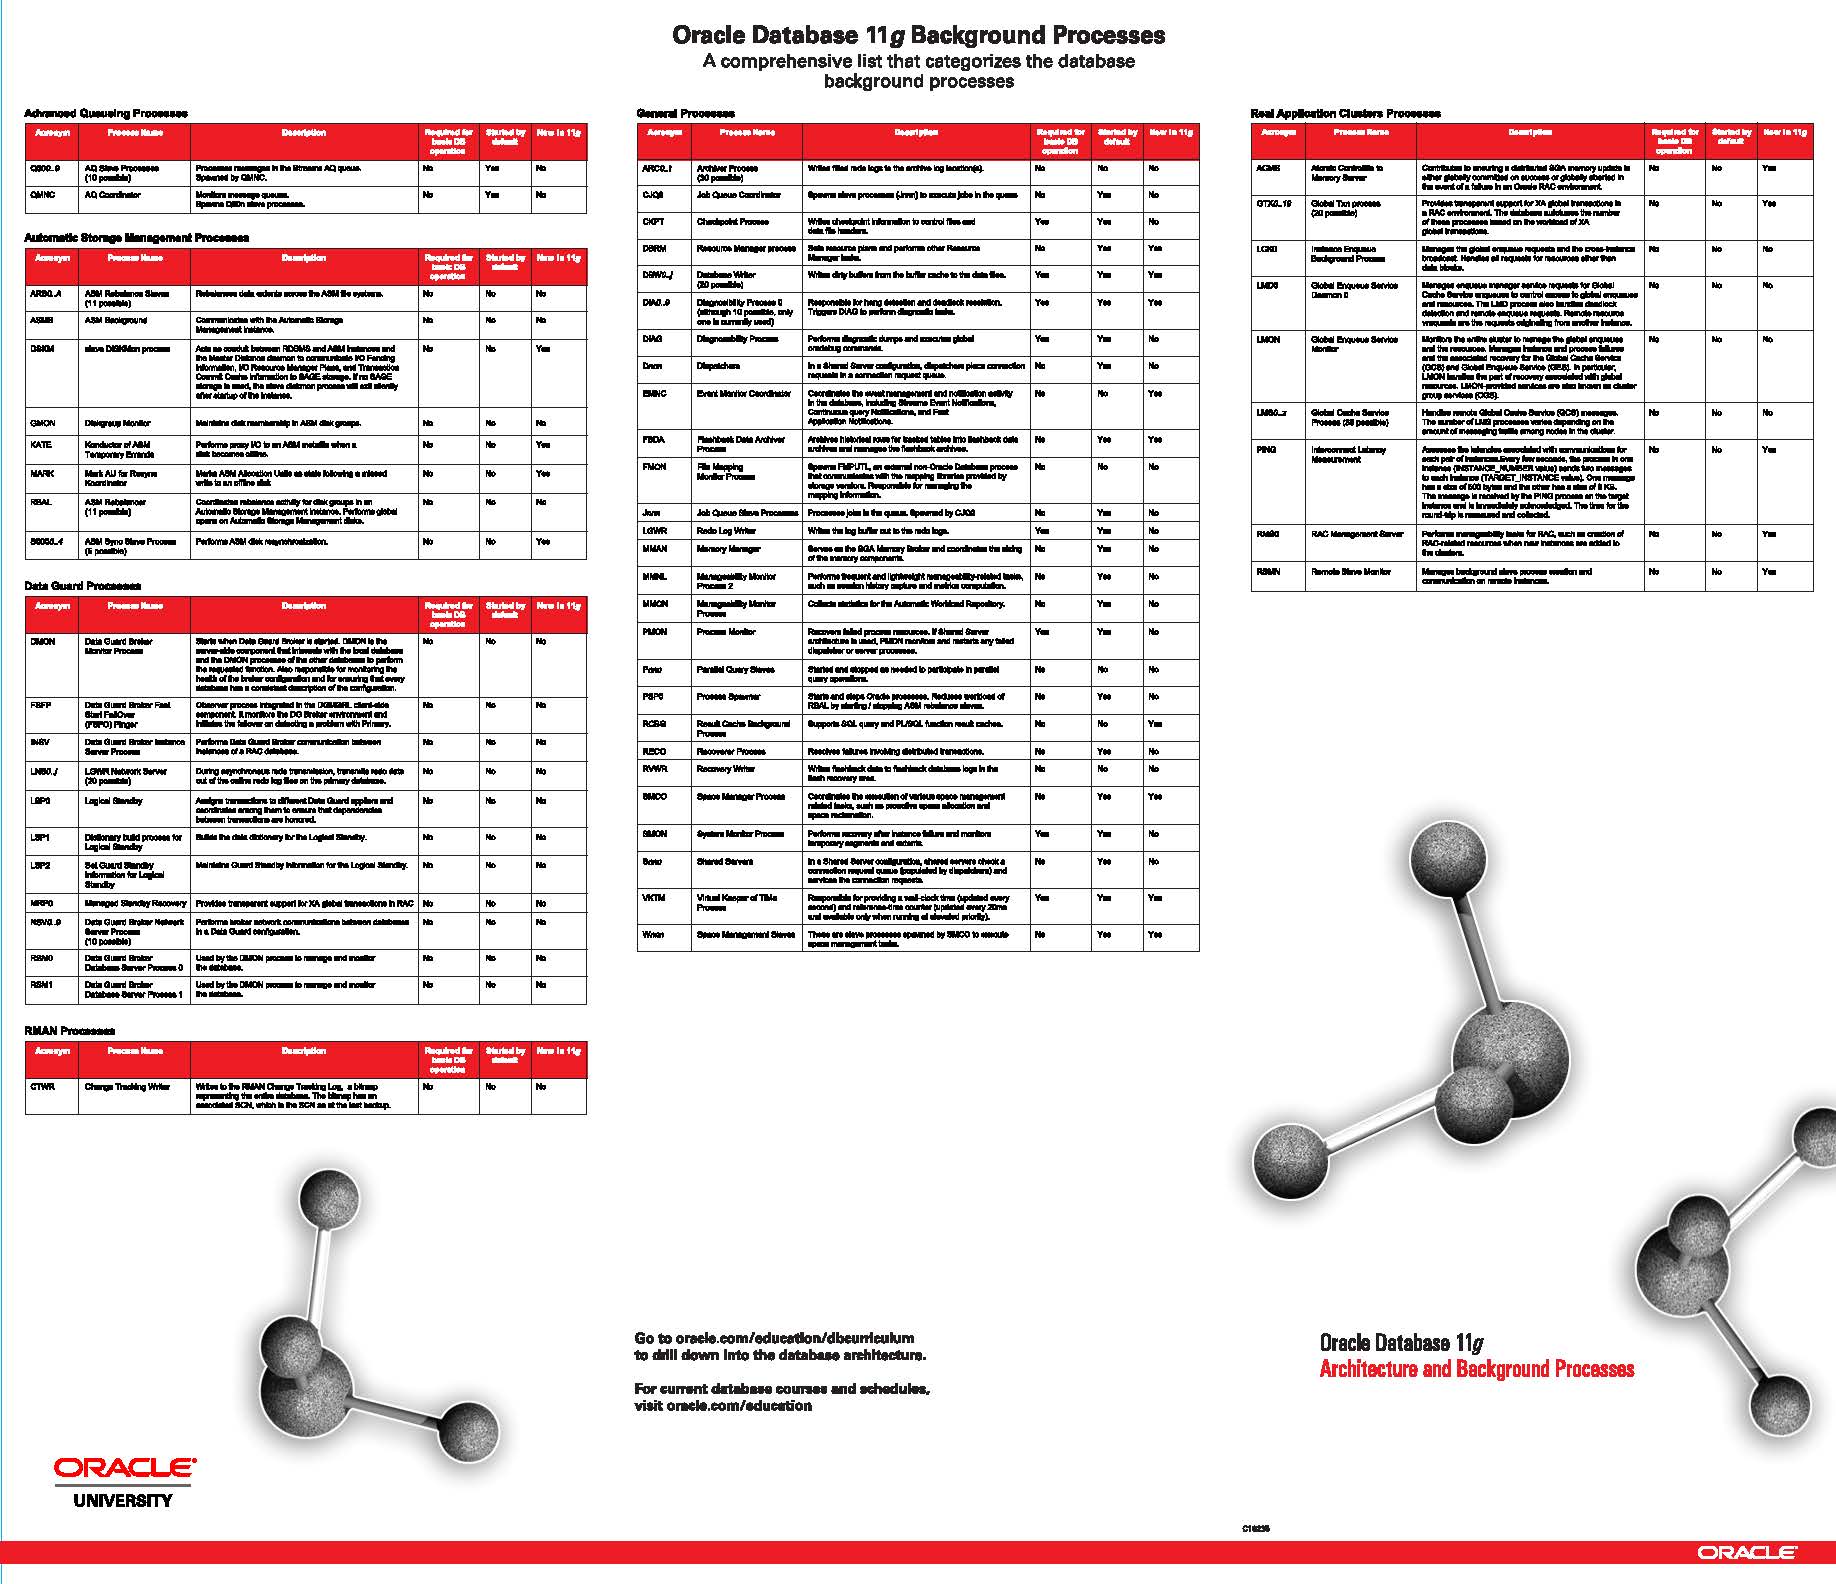 Oracle Database 11g Background Processes
A comprehensive list that categorizes the database
background processes
Advanced Queueing Processes
Acronym Process Name Description Required for basic DB operation Started by default New in 11g
Q000..9 AQ Slave Processes (10 possible) Processes messages in the Streams AQ queue. Spawned by QMNC. No Yes No
QMNC AQ Coordinator Monitors message queues. Spawns Q00n slave processes. No Yes No
Automatic Storage Management Processes
Acronym Process Name Description Required for basic DB operation Started by default New in 11g
ARB0..A ASM Rebalance Slaves (11 possible) Rebalances data extents across the ASM file systems. No No No
ASMB ASM Background Communicates with the Automatic Storage Management instance. No No No
DSKM slave DISKMon process Acts as conduit between RDBMS and ASM instances and the Master Diskmon daemon to communicate I/O Fencing information, I/O Resource Manager Plans, and Transaction Commit Cache information to SAGE storage. If no SAGE storage is used, the slave diskmon process will exit silently after startup of the instance. No No Yes
GMON Diskgroup Monitor Maintains disk membership in ASM disk groups. No No No
KATE Konductor of ASM Temporary Errands Performs proxy I/O to an ASM metafile when a disk becomes offline. No No Yes
MARK Mark AU for Resync Koordinator Marks ASM Allocation Units as stale following a missed write to an offline disk No No Yes
RBAL ASM Rebalancer (11 possible) Coordinates rebalance activity for disk groups in an Automatic Storage Management instance. Performs global opens on Automatic Storage Management disks. No No No
ASM Sync Slave Process (5 possible) Performs ASM disk resynchronization. No No Yes
Data Guard Processes
Acronym Process Name Description Required for basic DB operation Started by default New in 11g
DMON Data Guard Broker Monitor Process Starts when Data Guard Broker is started. DMON is the server-side component that interacts with the local database and the DMON processes of the other databases to perform the requested function. Also responsible for monitoring the health of the broker configuration and for ensuring that every database has a consistent description of the configuration. No No No
FSFP Data Guard Broker Fast Start FailOver (FSFO) Pinger Observer process integrated in the DGMGRL client-side component. It monitors the DG Broker environment and initiates the failover on detecting a problem with Primary. No No No
INSV Data Guard Broker Instance Server Process Performs Data Guard Broker communication between instances of a RAC database. No No No
LNS0..j LGWR Network Server (20 possible) During asynchronous redo transmission, transmits redo data out of the online redo log files on the primary database. No No No
LSP0 Logical Standby Assigns transactions to different Data Guard appliers and coordinates among them to ensure that dependencies between transactions are honored. No No No
LSP1 Dictionary build process for Logical Standby Builds the data dictionary for the Logical Standby. No No No
LSP2 Set Guard Standby Information for Logical Standby Maintains Guard Standby information for the Logical Standby. No No No
MRP0 Managed Standby Recovery Provides transparent support for XA global transactions in RAC No No No
NSV0..9 Data Guard Broker Network Server Process (10 possible) Performs broker network communications between databases in a Data Guard configuration. No No No
RSM0 Data Guard Broker Database Server Process 0 Used by the DMON process to manage and monitor the database. No No No
RSM1 Data Guard Broker Database Server Process 1 Used by the DMON process to manage and monitor the database. No No No
RMAN Processes
Acronym Process Name Description Required for basic DB operation Started by default New in 11g
CTWR Change Tracking Writer Writes to the RMAN Change Tracking Log, a bitmap representing the entire database. The bitmap has an associated SCN, which is the SCN as at the last backup. No No No
ORACLE
UNIVERSITY
General Processes
Acronym Process Name Description Required for basic DB operation Started by default New in 11g
ARC0..t Archiver Process (30 possible) Writes filled redo logs to the archive log location(s). No No No
CJQ0 Job Queue Coordinator Spawns slave processes (Jnnn) to execute jobs in the queue No Yes No
CKPT Checkpoint Process Writes checkpoint information to control files and data file headers. Yes Yes No
DBRM Resource Manager process Sets resource plans and performs other Resource Manager tasks. No Yes Yes
DBW0..j Database Writer (20 possible) Writes dirty buffers from the buffer cache to the data files. Yes Yes No
DIA0..9 Diagnosibility Process 0 (although 10 possible, only one is currently used) Responsible for hang detection and deadlock resolution. Triggers DIAG to perform diagnostic tasks. Yes Yes Yes
DIAG Diagnosability Process Performs diagnostic dumps and executes global oradebug commands. Yes Yes No
Dnnn Dispatchers In a Shared Server configuration, dispatchers place connection requests in a connection request queue. No Yes No
EMNC Event Monitor Coordinator Coordinates the event management and notification activity in the database, including Streams Event Notifications, Continuous query Notifications, and Fast Application Notifications. No No Yes
FBDA Flashback Data Archiver Process Archives historical rows for tracked tables into flashback data archives and manages the flashback archives. No Yes Yes
FMON File Mapping Monitor Process Spawns FMPUTL, an external non-Oracle Database process that communicates with the mapping libraries provided by storage vendors. Responsible for managing the mapping information. No No No
Jnnn Job Queue Slave Processes Processes jobs in the queue. Spawned by CJQ0 No Yes No
LGWR Redo Log Writer Writes the log buffer out to the redo logs. Yes Yes No
MMAN Memory Manager Serves as the SGA Memory Broker and coordinates the sizing of the memory components. No Yes No
MMNL Manageability Monitor Process 2 Performs frequent and lightweight manageability-related tasks, such as session history capture and metrics computation. No Yes No
MMON Manageability Monitor Process Collects statistics for the Automatic Workload Repository. No Yes No
PMON Process Monitor Recovers failed process resources. If Shared Server architecture is used, PMON monitors and restarts any failed dispatcher or server processes. Yes Yes No
Pnnn Parallel Query Slaves Started and stopped as needed to participate in parallel query operations. No No No
PSP0 Process Spawner Starts and stops Oracle processes. Reduces workload of RBAL by starting / stopping ASM rebalance slaves. No Yes No
RCBG Result Cache Background Process Supports SQL query and PL/SQL function result caches. No No Yes
RECO Recoverer Process Resolves failures involving distributed transactions. No Yes No
RVWR Recovery Writer Writes flashback data to flashback database logs in the flash recovery area. No No No
SMCO Space Manager Process Coordinates the execution of various space management related tasks, such as proactive space allocation and space reclamation. No Yes Yes
SMON System Monitor Process Performs recovery after instance failure and monitors temporary segments and extents. Yes Yes No
Snnn Shared Servers In a Shared Server configuration, shared servers check a connection request queue (populated by dispatchers) and services the connection requests. No Yes No
VKTM Virtual Keeper of TiMe Process Responsible for providing a wall-clock time (updated every second) and reference-time counter (updated every 20ms and available only when running at elevated priority). Yes Yes Yes
Wnnn Space Management Slaves These are slave processes spawned by SMCO to execute space management tasks. No Yes Yes
Go to oracle.com/education/dbcurriculum
to drill down into the database architecture.
For current database courses and schedules,
visit oracle.com/education
Real Application Clusters Processes
Acronym Process Name Description Required for basic DB operation Started by default New in 11g
ACMS Atomic Controlfile to Memory Server Contributes to ensuring a distributed SGA memory update is either globally committed on success or globally aborted in the event of a failure in an Oracle RAC environment. No No Yes
GTX0..19 Global Txn process (20 possible) Provides transparent support for XA global transactions in a RAC environment. The database autotunes the number of these processes based on the workload of XA global transactions. No No Yes
LCK0 Instance Enqueue Background Process Manages the global enqueue requests and the cross-instance broadcast. Handles all requests for resources other than data blocks. No No No
LMD0 Global Enqueue Service Daemon 0 Manages enqueue manager service requests for Global Cache Service enqueues to control access to global enqueues and resources. The LMD process also handles deadlock detection and remote enqueue requests. Remote resource requests are the requests originating from another instance. No No No
LMON Global Enqueue Service Monitor Monitors the entire cluster to manage the global enqueues and the resources. Manages instance and process failures and the associated recovery for the Global Cache Service (GCS) and Global Enqueue Service (GES). In particular, LMON handles the part of recovery associated with global resources. LMON-provided services are also known as cluster group services (CGS). No No No
LMS0..z Global Cache Service Process (36 possible) Handles remote Global Cache Service (GCS) messages. The number of LMS processes varies depending on the amount of messaging traffic among nodes in the cluster. No No No
PING Interconnect Latency Measurement Assesses the latencies associated with communications for each pair of instances.Every few seconds, the process in one instance (INSTANCE_NUMBER value) sends two messages to each instance (TARGET_INSTANCE value). One message has a size of 500 bytes and the other has a size of 8 KB. The message is received by the PING process on the target instance and is immediately acknowledged. The time for the round-trip is measured and collected. No No Yes
RMS0 RAC Management Server Performs manageability tasks for RAC, such as creation of RAC-related resources when new instances are added to the clusters. No No Yes
RSMN Remote Slave Monitor Manages background slave process creation and communication on remote instances. No No Yes
Oracle Database 11g
Architecture and Background Processes
ORACLE